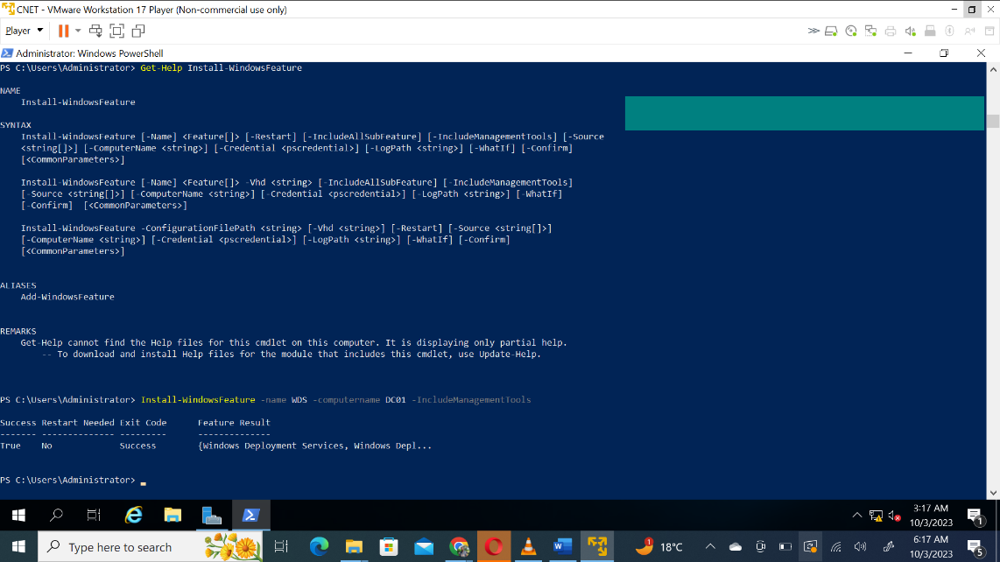 CNET - VMware Workstation 17 Player (Non-commercial use only)
Player
Administrator: Windows PowerShell
PS C:\Users\Administrator> Get-Help Install-WindowsFeature
NAME
Install-WindowsFeature
SYNTAX
Install-WindowsFeature [-Name] <Feature[]> [-Restart] [-IncludeAllSubFeature] [-IncludeManagementTools] [-Source
<string[]>] [-ComputerName <string>] [-Credential <pscredential>] [-LogPath <string>] [-WhatIf] [-Confirm]
[<CommonParameters>]
Install-WindowsFeature [-Name] <Feature[]> -Vhd <string> [-IncludeAllSubFeature] [-IncludeManagementTools]
[-Source <string[]>] [-ComputerName <string>] [-Credential <pscredential>] [-LogPath <string>] [-WhatIf]
[-Confirm]  [<CommonParameters>]
Install-WindowsFeature -ConfigurationFilePath <string> [-Vhd <string>] [-Restart] [-Source <string[]>]
[-ComputerName <string>] [-Credential <pscredential>] [-LogPath <string>] [-WhatIf] [-Confirm]
[<CommonParameters>]
ALIASES
Add-WindowsFeature
REMARKS
Get-Help cannot find the Help files for this cmdlet on this computer. It is displaying only partial help.
-- To download and install Help files for the module that includes this cmdlet, use Update-Help.
PS C:\Users\Administrator> Install-WindowsFeature -name WDS -computername DC01 -IncludeManagementTools
Success Restart Needed Exit Code      Feature Result
------- -------------- ---------      --------------
True    No             Success        {Windows Deployment Services, Windows Depl...
PS C:\Users\Administrator> _
3:17 AM
10/3/2023
1
Type here to search
1
18°C
6:17 AM
10/3/2023
5